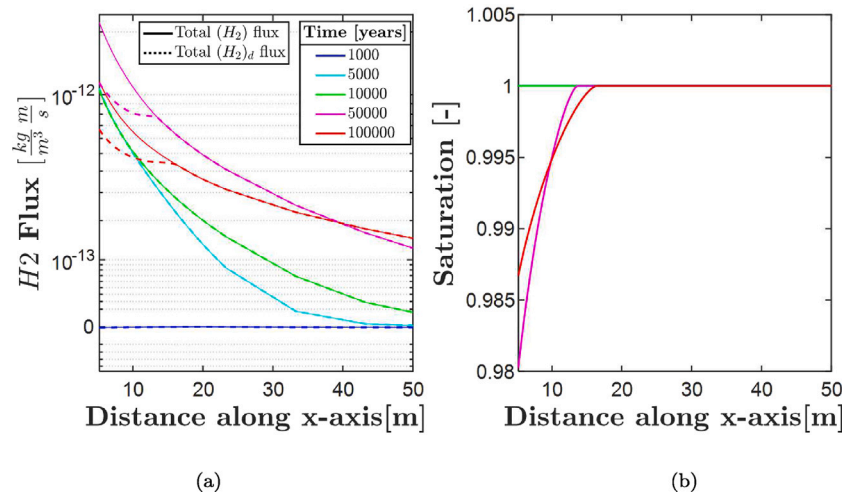 Total (H₂) flux
Total (H₂)d flux
Time [years]
1000
5000
10000
50000
100000
10⁻¹²
10⁻¹³
0
H2 Flux [kg/m³ m/s]
10 20 30 40 50
Distance along x-axis[m]
(a)
1.005
1
0.995
0.99
0.985
0.98
Saturation [-]
10 20 30 40 50
Distance along x-axis[m]
(b)